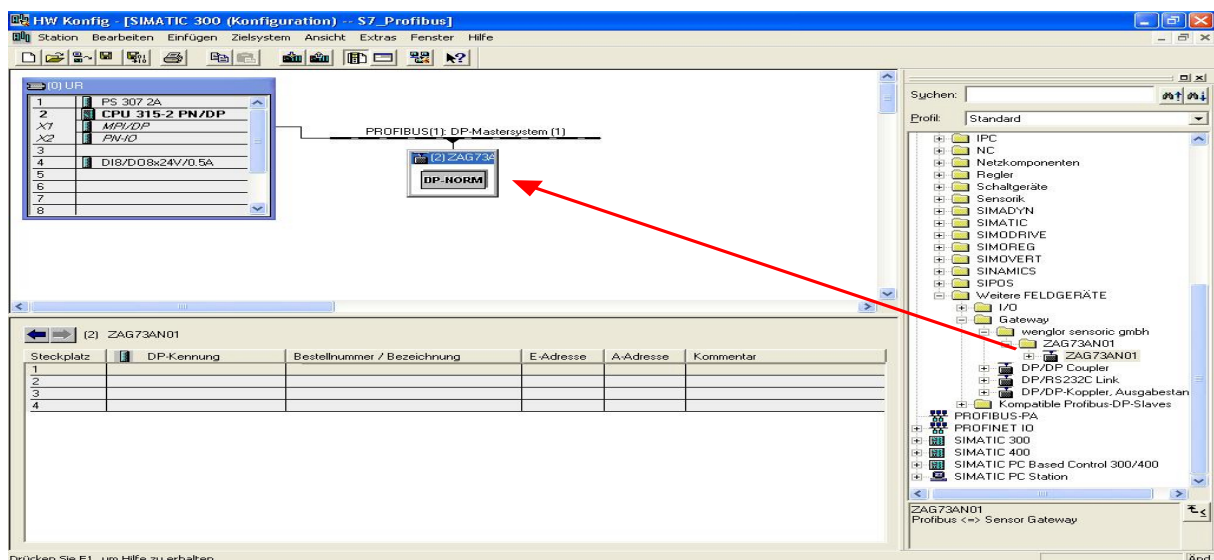 HW Konfig - [SIMATIC 300 (Konfiguration) -- S7_Profibus]
Station Bearbeiten Einfügen Zielsystem Ansicht Extras Fenster Hilfe
(0) UR
1 PS 307 2A
2 CPU 315-2 PN/DP
X1 MPI/DP
X2 PN-IO
3
4 DI8/DO8x24V/0.5A
5
6
7
8
PROFIBUS(1): DP-Mastersystem (1)
(2) ZAG73A
DP-NORM
(2) ZAG73AN01
Steckplatz DP-Kennung Bestellnummer / Bezeichnung E-Adresse A-Adresse Kommentar
1
2
3
4
Suchen:
Profil: Standard
IPC
NC
Netzkomponenten
Regler
Schaltgeräte
Sensorik
SIMADYN
SIMATIC
SIMODRIVE
SIMOREG
SIMOVERT
SINAMICS
SIPOS
Weitere FELDGERÄTE
I/O
Gateway
wenglor sensoric gmbh
ZAG73AN01
ZAG73AN01
DP/DP Coupler
DP/RS232C Link
DP/DP-Koppler, Ausgabestan
Kompatible Profibus-DP-Slaves
PROFIBUS-PA
PROFINET IO
SIMATIC 300
SIMATIC 400
SIMATIC PC Based Control 300/400
SIMATIC PC Station
ZAG73AN01
Profibus <=> Sensor Gateway
Drücken Sie F1, um Hilfe zu erhalten.
Änd